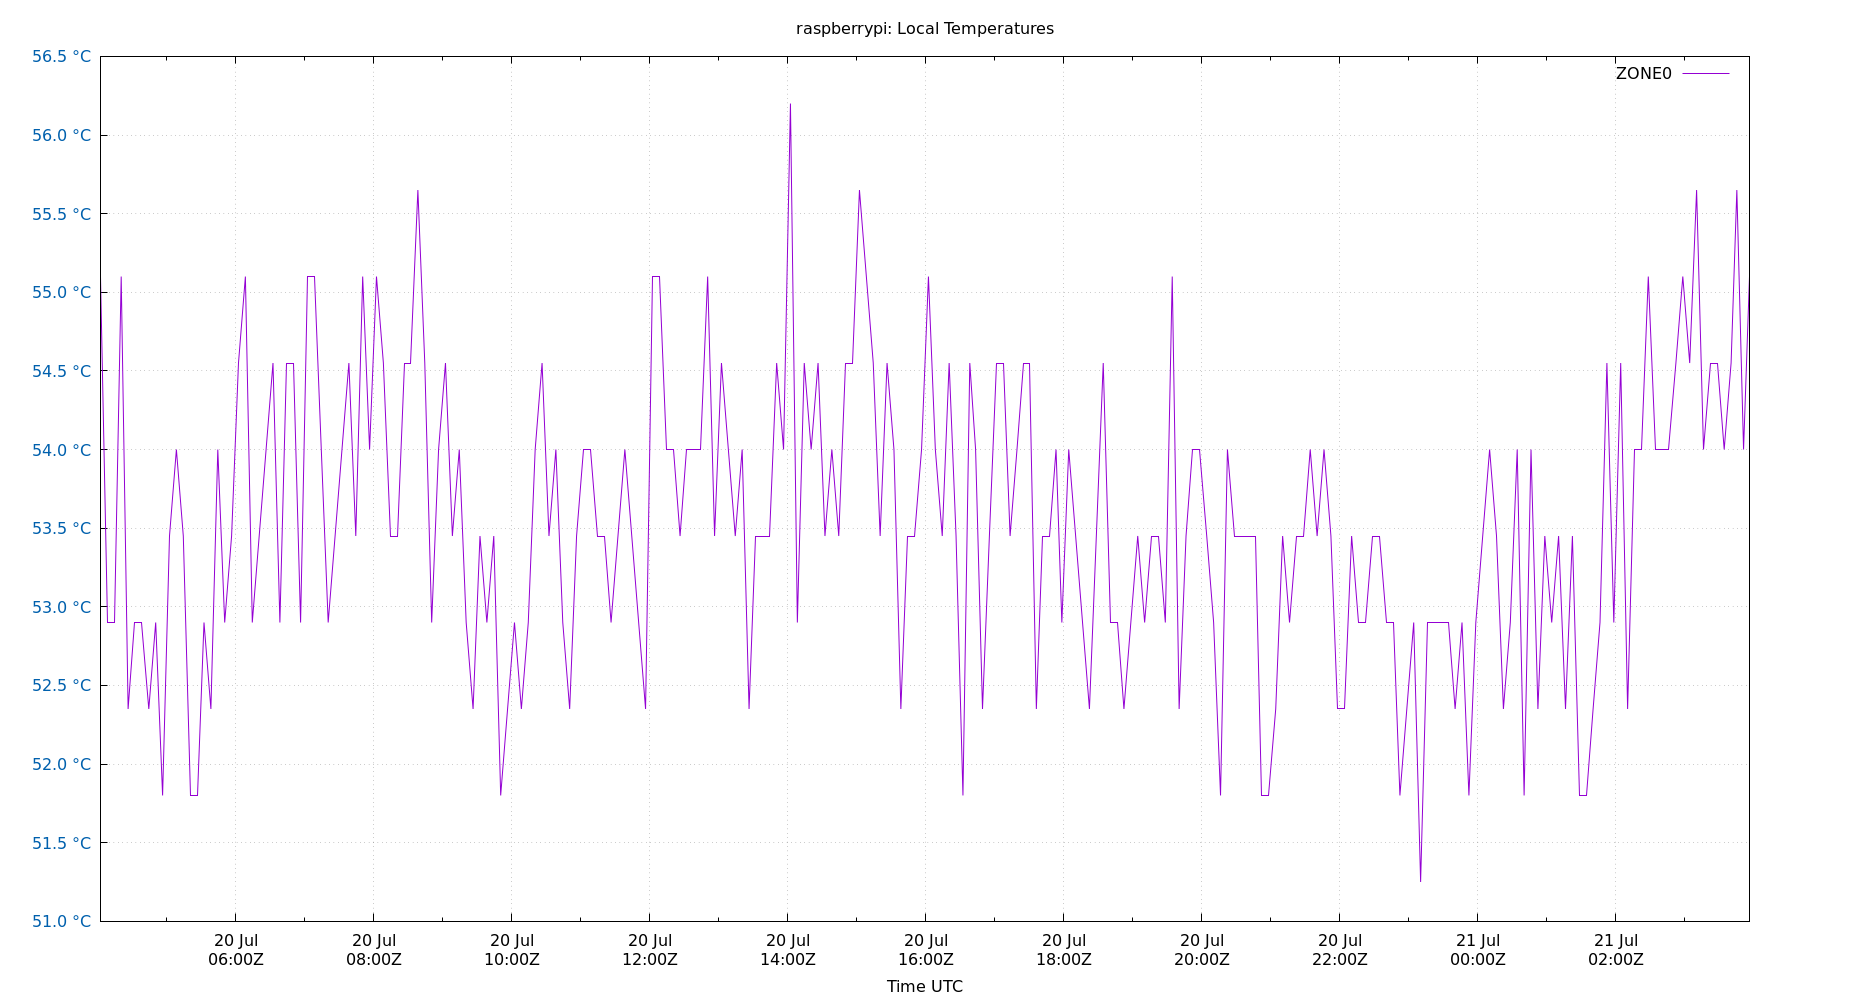 raspberrypi: Local Temperatures
56.5 °C
ZONE0
56.0 °C
55.5 °C
55.0 °C
54.5 °C
54.0 °C
53.5 °C
53.0 °C
52.5 °C
52.0 °C
51.5 °C
51.0 °C
20 Jul 20 Jul 20 Jul 20 Jul 20 Jul 20 Jul 20 Jul 20 Jul 20 Jul 21 Jul 21 Jul
06:00Z 08:00Z 10:00Z 12:00Z 14:00Z 16:00Z 18:00Z 20:00Z 22:00Z 00:00Z 02:00Z
Time UTC